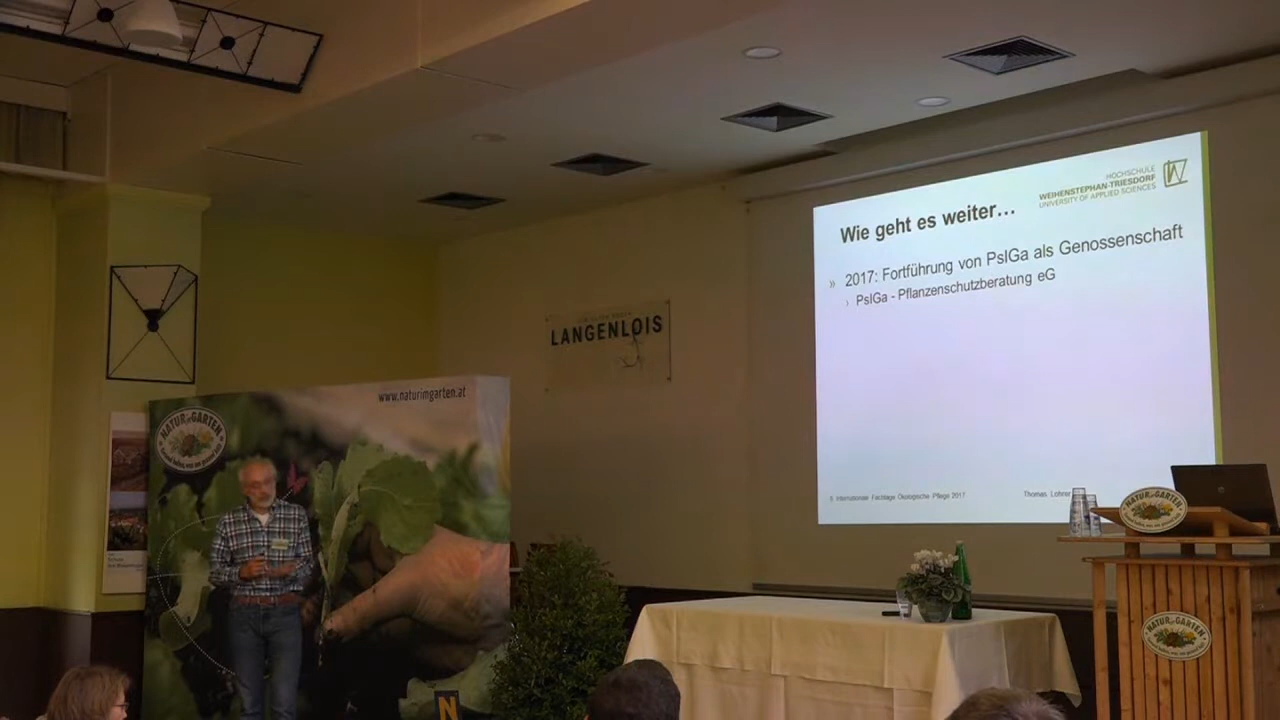 HOCHSCHULE
WEIHENSTEPHAN-TRIESDORF
UNIVERSITY OF APPLIED SCIENCES
Wie geht es weiter...
» 2017: Fortführung von PsIGa als Genossenschaft
› PsIGa - Pflanzenschutzberatung eG
5. Internationale Fachtage Ökologische Pflege 2017
Thomas Lohrer
LANGENLOIS
www.naturimgarten.at
NATUR im GARTEN
NATUR im GARTEN
NATUR im GARTEN
N